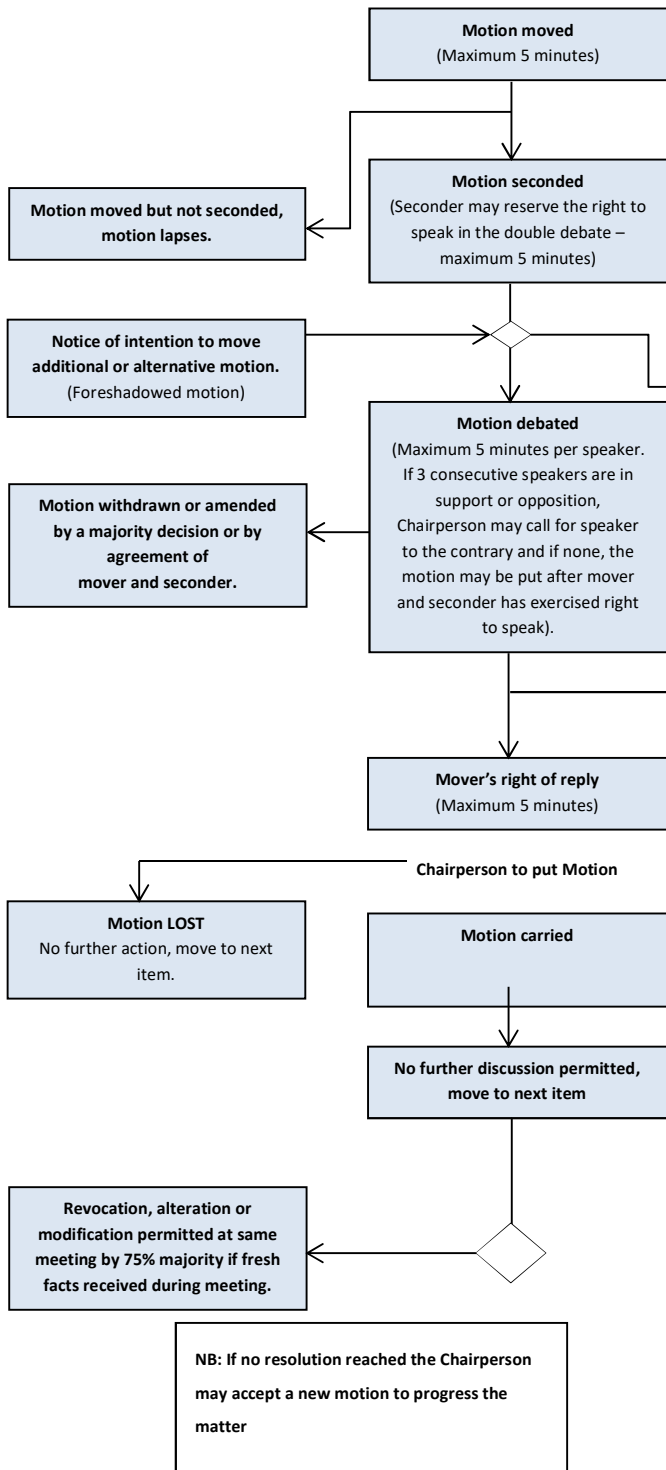 Motion moved
(Maximum 5 minutes)
Motion seconded
(Seconder may reserve the right to
speak in the double debate –
maximum 5 minutes)
Motion moved but not seconded,
motion lapses.
Notice of intention to move
additional or alternative motion.
(Foreshadowed motion)
Motion debated
(Maximum 5 minutes per speaker.
If 3 consecutive speakers are in
support or opposition,
Chairperson may call for speaker
to the contrary and if none, the
motion may be put after mover
and seconder has exercised right
to speak).
Motion withdrawn or amended
by a majority decision or by
agreement of
mover and seconder.
Mover’s right of reply
(Maximum 5 minutes)
Chairperson to put Motion
Motion LOST
No further action, move to next
item.
Motion carried
No further discussion permitted,
move to next item
Revocation, alteration or
modification permitted at same
meeting by 75% majority if fresh
facts received during meeting.
NB: If no resolution reached the Chairperson
may accept a new motion to progress the
matter